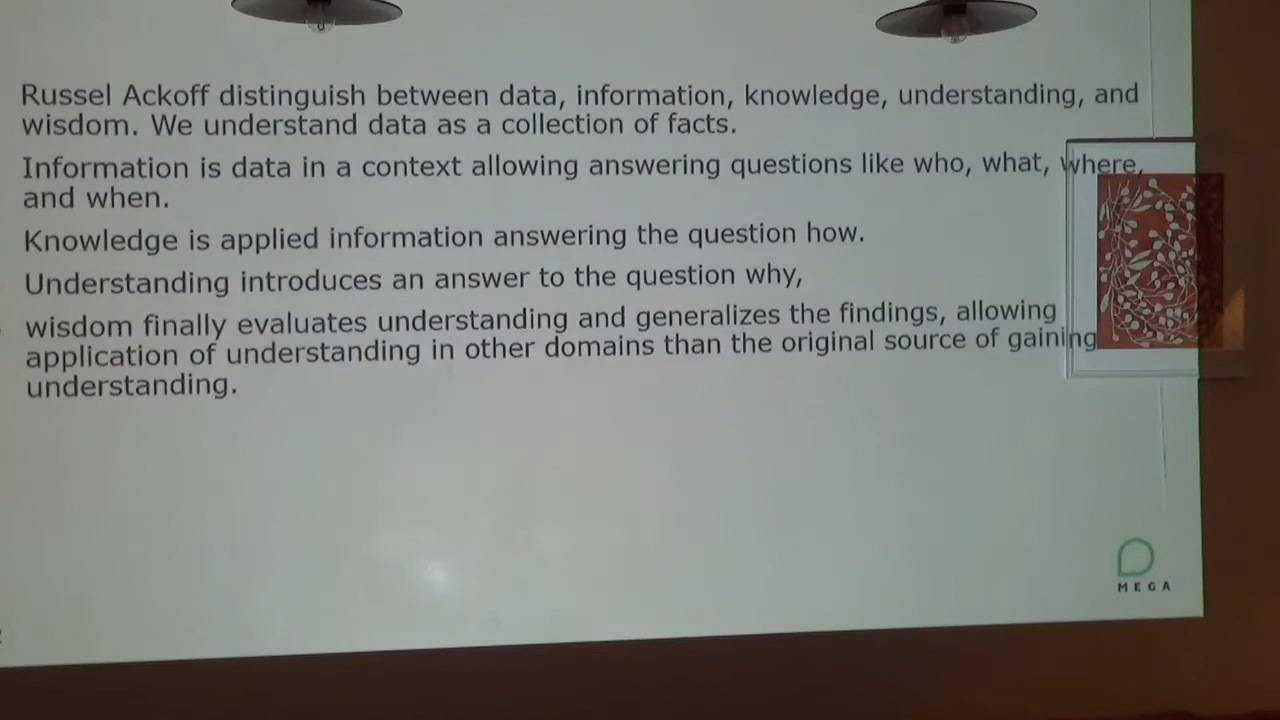 Russel Ackoff distinguish between data, information, knowledge, understanding, and
wisdom. We understand data as a collection of facts.
Information is data in a context allowing answering questions like who, what, where,
and when.
Knowledge is applied information answering the question how.
Understanding introduces an answer to the question why,
wisdom finally evaluates understanding and generalizes the findings, allowing
application of understanding in other domains than the original source of gaining
understanding.
MEGA